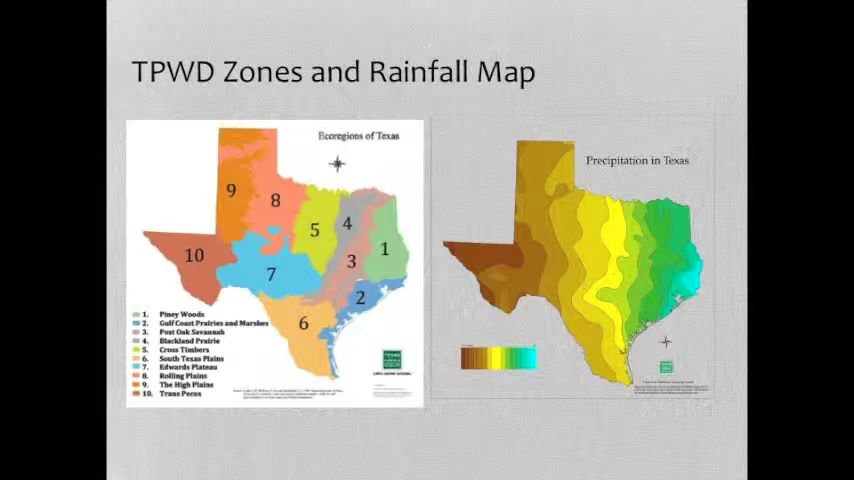 TPWD Zones and Rainfall Map
Ecoregions of Texas
9
8
5
4
1
10
7
3
2
6
1. Piney Woods
2. Gulf Coast Prairies and Marshes
3. Post Oak Savannah
4. Blackland Prairie
5. Cross Timbers
6. South Texas Plains
7. Edwards Plateau
8. Rolling Plains
9. The High Plains
10. Trans Pecos
TEXAS
Precipitation in Texas